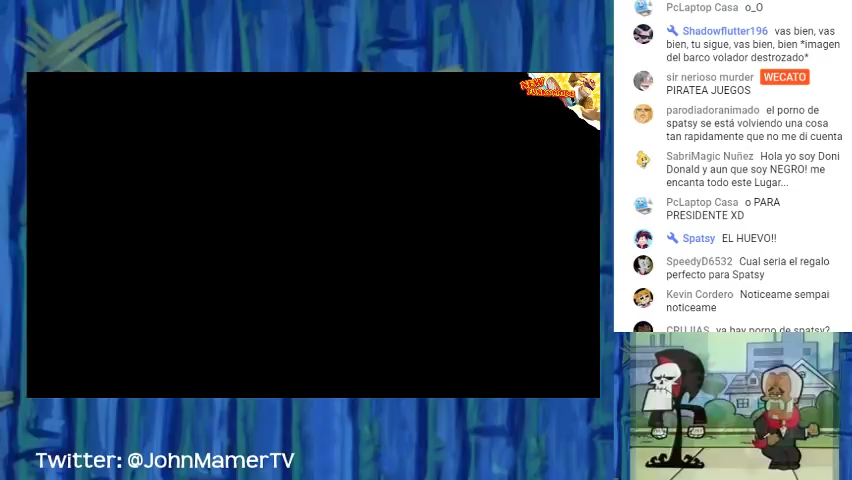 PcLaptop Casa o_O
Shadowflutter196 vas bien, vas
bien, tu sigue, vas bien, bien *imagen
del barco volador destrozado*
sir nerioso murder WECATO
PIRATEA JUEGOS
parodiadoranimado el porno de
spatsy se está volviendo una cosa
tan rapidamente que no me di cuenta
SabriMagic Nuñez Hola yo soy Doni
Donald y aun que soy NEGRO! me
encanta todo este Lugar...
PcLaptop Casa o PARA
PRESIDENTE XD
Spatsy EL HUEVO!!
SpeedyD6532 Cual seria el regalo
perfecto para Spatsy
Kevin Cordero Noticeame sempai
noticeame
CRUJIAS ya hay porno de spatsy?
NEW
FUNKY MODE
Twitter: @JohnMamerTV